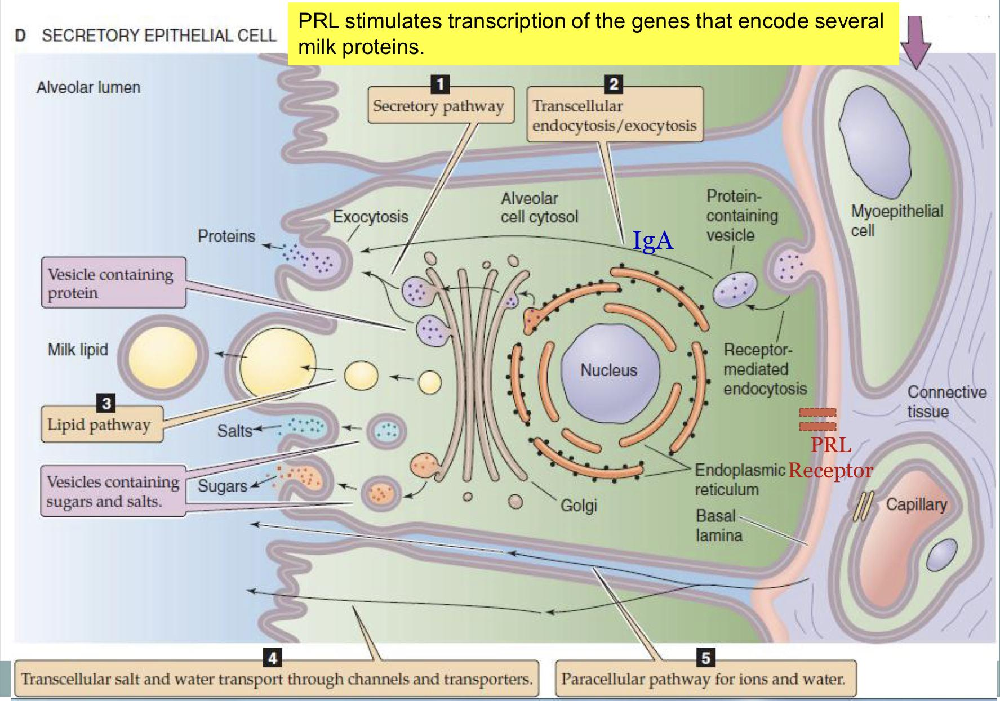 D SECRETORY EPITHELIAL CELL
PRL stimulates transcription of the genes that encode several
milk proteins.
Alveolar lumen
1
Secretory pathway
2
Transcellular
endocytosis/exocytosis
Exocytosis
Alveolar
cell cytosol
Protein-
containing
vesicle
Myoepithelial
cell
Proteins
IgA
Vesicle containing
protein
Milk lipid
Nucleus
Receptor-
mediated
endocytosis
Connective
tissue
3
Lipid pathway
Salts
PRL
Receptor
Vesicles containing
sugars and salts.
Sugars
Endoplasmic
reticulum
Golgi
Capillary
Basal
lamina
4
Transcellular salt and water transport through channels and transporters.
5
Paracellular pathway for ions and water.